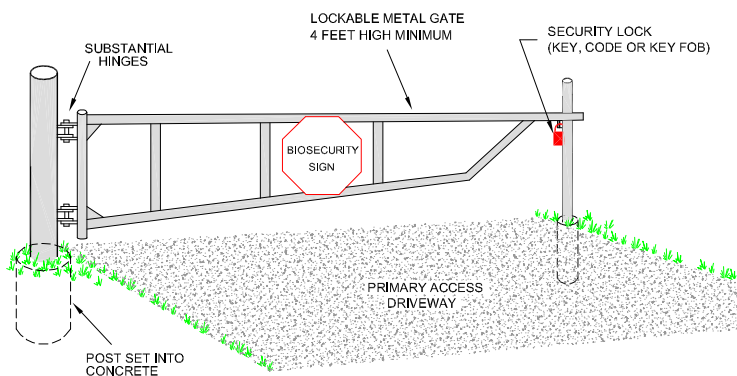 LOCKABLE METAL GATE
4 FEET HIGH MINIMUM
SECURITY LOCK
(KEY, CODE OR KEY FOB)
SUBSTANTIAL
HINGES
BIOSECURITY
SIGN
PRIMARY ACCESS
DRIVEWAY
POST SET INTO
CONCRETE